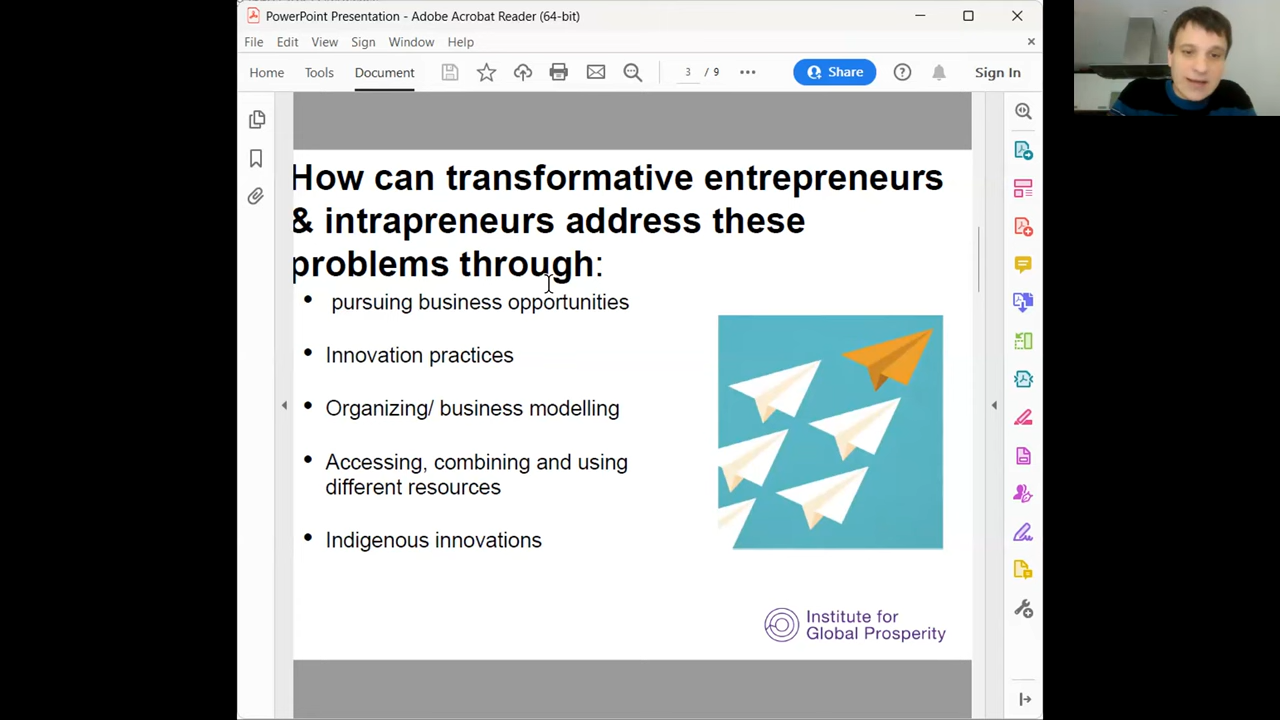 PowerPoint Presentation - Adobe Acrobat Reader (64-bit)
File Edit View Sign Window Help
Home Tools Document 3 / 9 Share Sign In
How can transformative entrepreneurs
& intrapreneurs address these
problems through:
• pursuing business opportunities
• Innovation practices
• Organizing/ business modelling
• Accessing, combining and using
different resources
• Indigenous innovations
Institute for
Global Prosperity